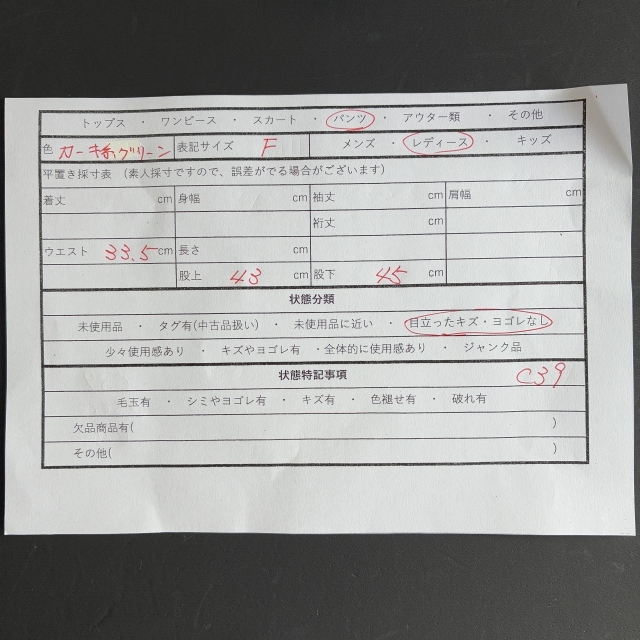 トップス ・ ワンピース ・ スカート ・ パンツ ・ アウター類 ・ その他
色 カーキ系グリーン 表記サイズ F メンズ ・ レディース ・ キッズ
平置き採寸表 (素人採寸ですので、誤差がでる場合がございます)
着丈 cm 身幅 cm 袖丈 cm 肩幅 cm
裄丈 cm
ウエスト 33.5cm 長さ cm
股上 43 cm 股下 45 cm
状態分類
未使用品 ・ タグ有(中古品扱い) ・ 未使用品に近い ・ 目立ったキズ・ヨゴレなし
少々使用感あり ・ キズやヨゴレ有 ・全体的に使用感あり ・ ジャンク品
状態特記事項 C39
毛玉有 ・ シミやヨゴレ有 ・ キズ有 ・ 色褪せ有 ・ 破れ有
欠品商品有( )
その他( )